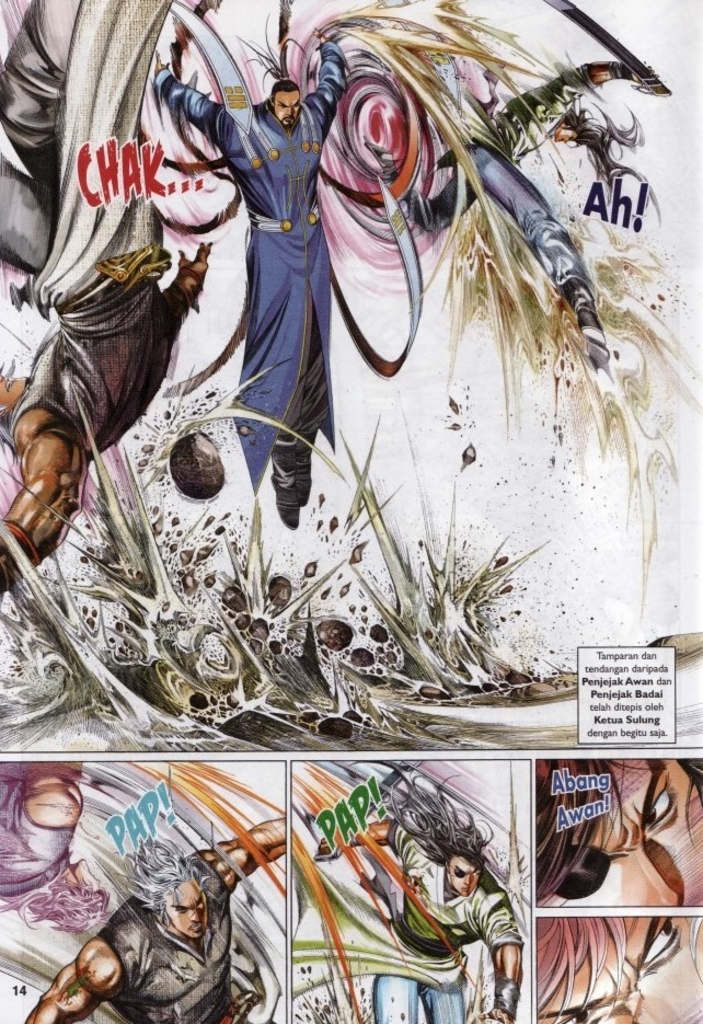 CHAK...
Ah!
Tamparan dan
tendangan daripada
Penjejak Awan dan
Penjejak Badai
telah ditepis oleh
Ketua Sulung
dengan begitu saja.
PAP!
PAP!
Abang
Awan!
14